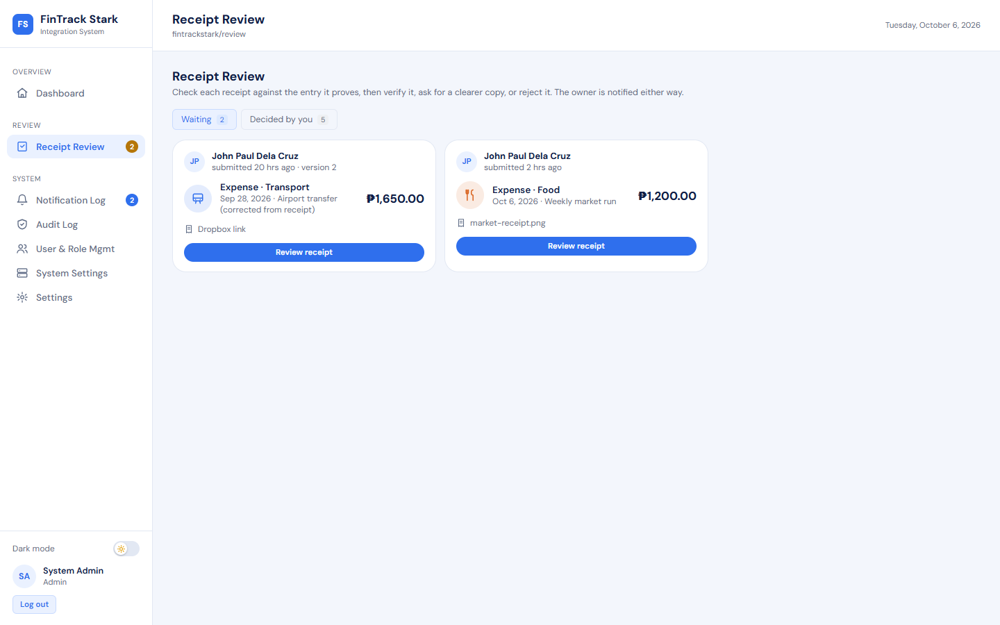 FS
FinTrack Stark
Integration System
OVERVIEW
Dashboard
REVIEW
Receipt Review 2
SYSTEM
Notification Log 2
Audit Log
User & Role Mgmt
System Settings
Settings
Dark mode
SA
System Admin
Admin
Log out
Receipt Review
fintrackstark/review
Tuesday, October 6, 2026
Receipt Review
Check each receipt against the entry it proves, then verify it, ask for a clearer copy, or reject it. The owner is notified either way.
Waiting 2
Decided by you 5
JP
John Paul Dela Cruz
submitted 20 hrs ago · version 2
Expense · Transport
Sep 28, 2026 · Airport transfer
(corrected from receipt)
₱1,650.00
Dropbox link
Review receipt
JP
John Paul Dela Cruz
submitted 2 hrs ago
Expense · Food
Oct 6, 2026 · Weekly market run
₱1,200.00
market-receipt.png
Review receipt